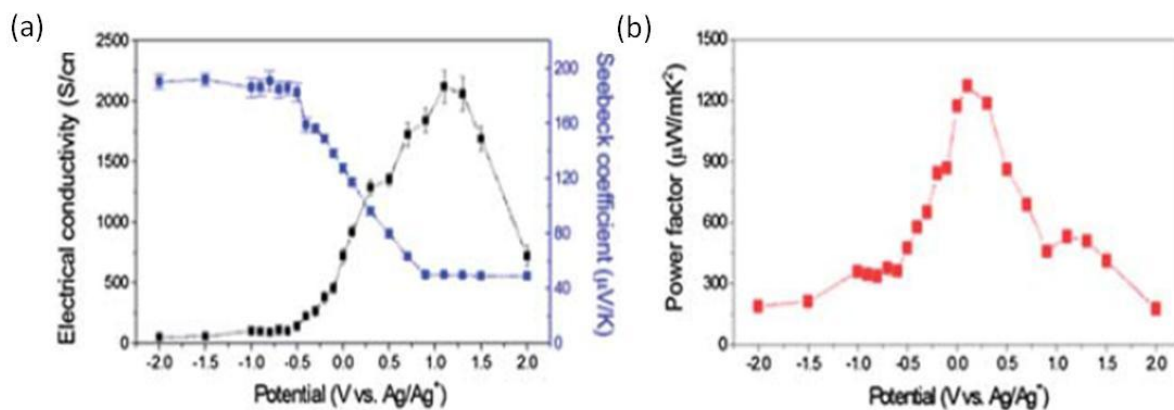 (a)
2500
2000
1500
1000
500
0
Electrical conductivity (S/cn
-2.0 -1.5 -1.0 -0.5 0.0 0.5 1.0 1.5 2.0
Potential (V vs. Ag/Ag⁺)
200
160
120
80
40
0
Seebeck coefficient (μV/K)
(b)
1500
1200
900
600
300
0
Power factor (μW/mK²)
-2.0 -1.5 -1.0 -0.5 0.0 0.5 1.0 1.5 2.0
Potential (V vs. Ag/Ag⁺)